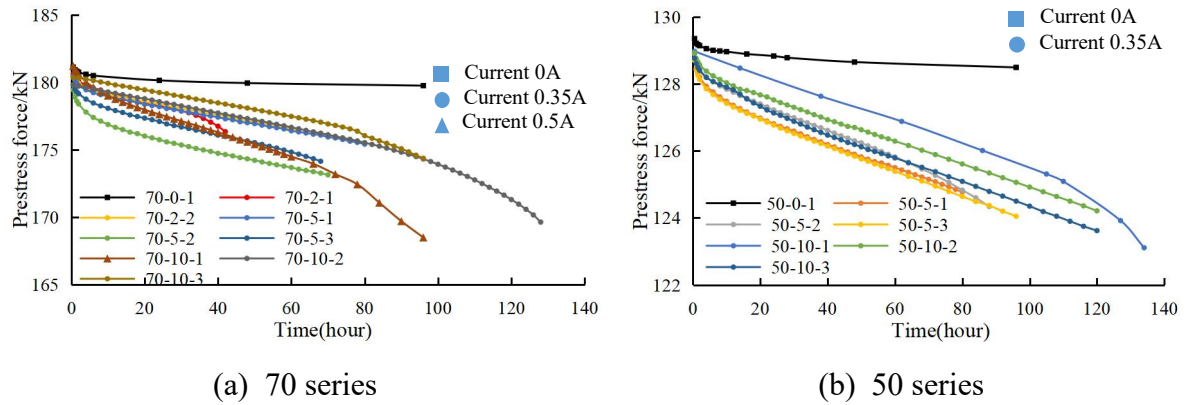 185
180
175
170
165
Prestress force/kN
Current 0A
Current 0.35A
Current 0.5A
70-0-1 70-2-1
70-2-2 70-5-1
70-5-2 70-5-3
70-10-1 70-10-2
70-10-3
0 20 40 60 80 100 120 140
Time(hour)
(a) 70 series
130
128
126
124
122
Prestress force/kN
Current 0A
Current 0.35A
50-0-1 50-5-1
50-5-2 50-5-3
50-10-1 50-10-2
50-10-3
0 20 40 60 80 100 120 140
Time(hour)
(b) 50 series